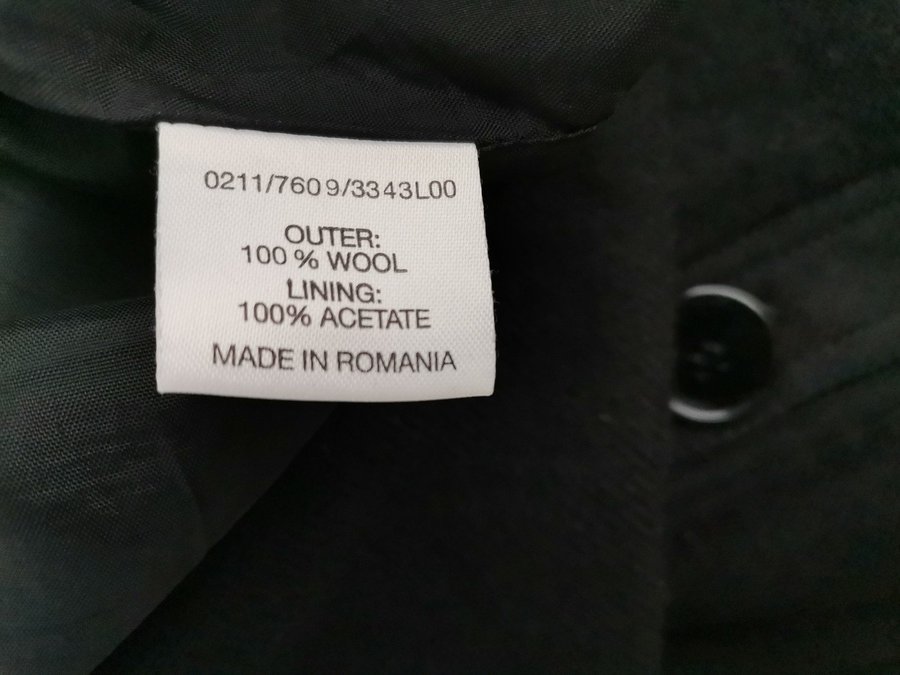 0211/7609/3343L00
OUTER:
100% WOOL
LINING:
100% ACETATE
MADE IN ROMANIA